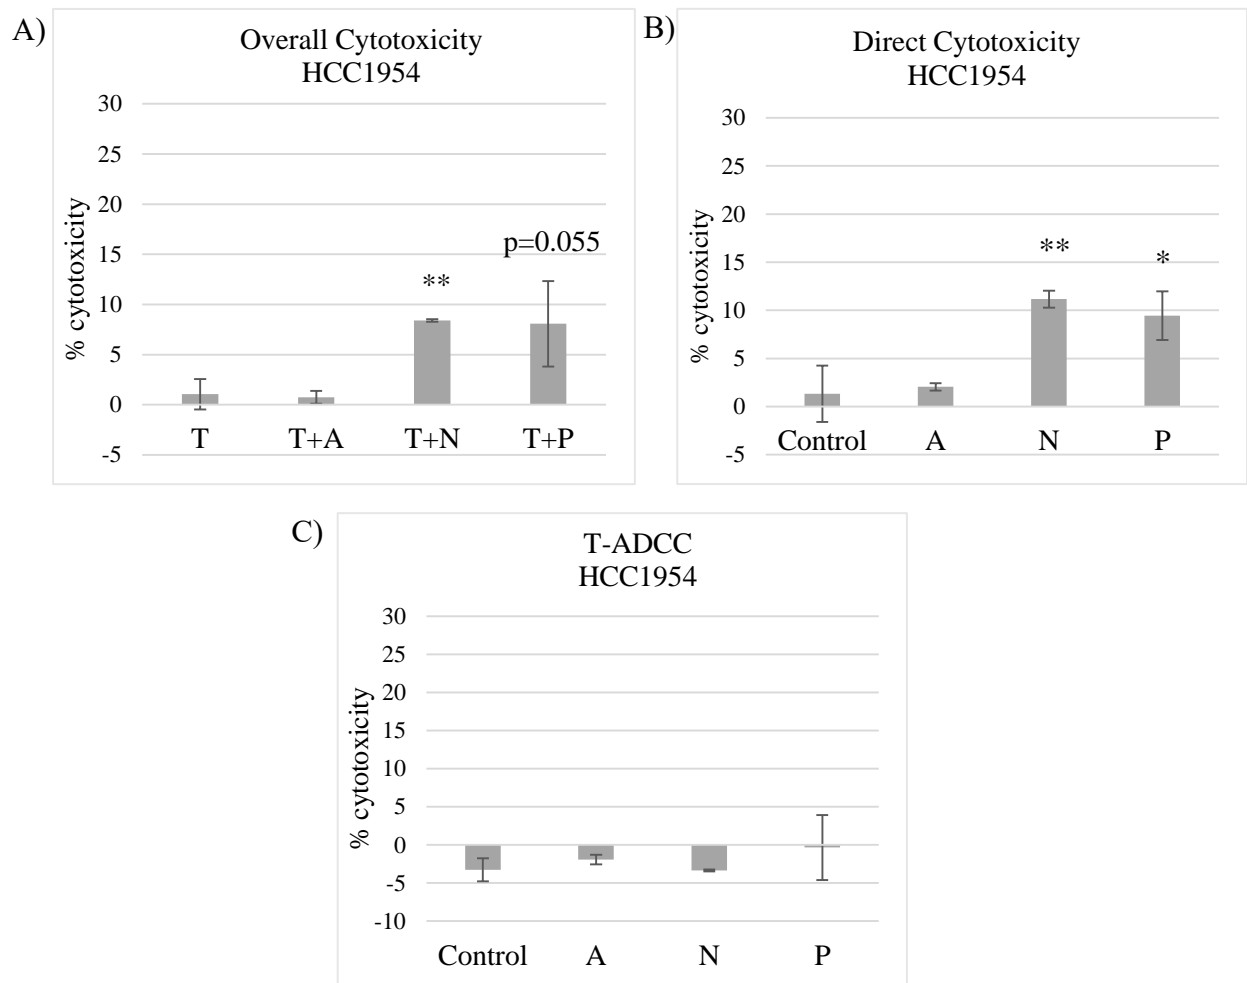 A)
Overall Cytotoxicity
HCC1954
% cytotoxicity
30
25
20
15
10
5
0
-5
**
p=0.055
T T+A T+N T+P
B)
Direct Cytotoxicity
HCC1954
% cytotoxicity
30
25
20
15
10
5
0
-5
**
*
Control A N P
C)
T-ADCC
HCC1954
% cytotoxicity
30
25
20
15
10
5
0
-5
-10
Control A N P